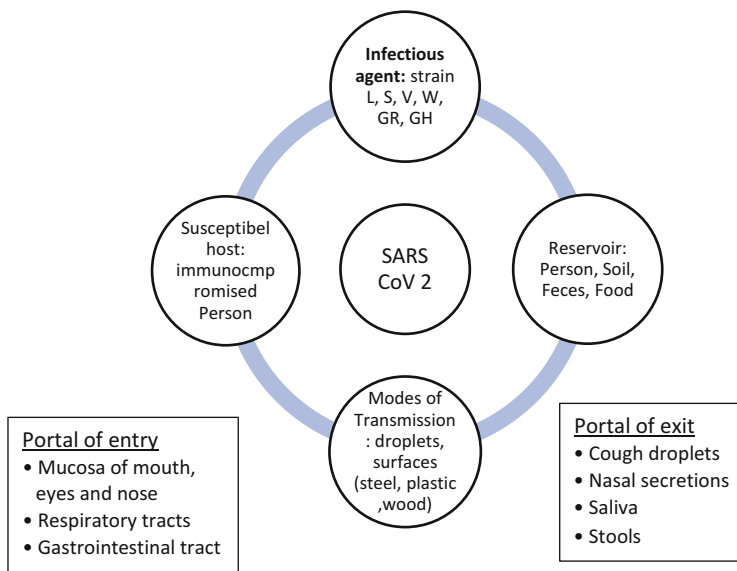 Infectious
agent: strain
L, S, V, W,
GR, GH
Susceptibel
host:
immunocmp
romised
Person
SARS
CoV 2
Reservoir:
Person, Soil,
Feces, Food
Modes of
Transmission
: droplets,
surfaces
(steel, plastic
,wood)
Portal of entry
• Mucosa of mouth,
eyes and nose
• Respiratory tracts
• Gastrointestinal tract
Portal of exit
• Cough droplets
• Nasal secretions
• Saliva
• Stools